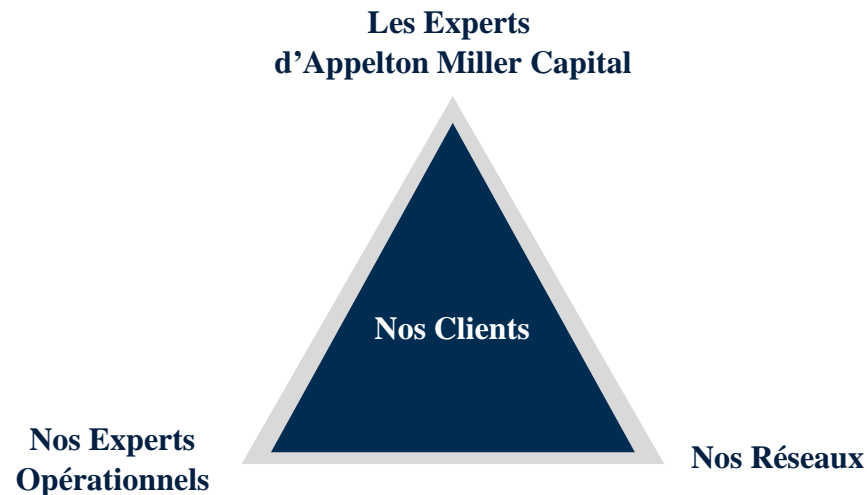 Les Experts
d’Appelton Miller Capital
Nos Clients
Nos Experts
Opérationnels
Nos Réseaux